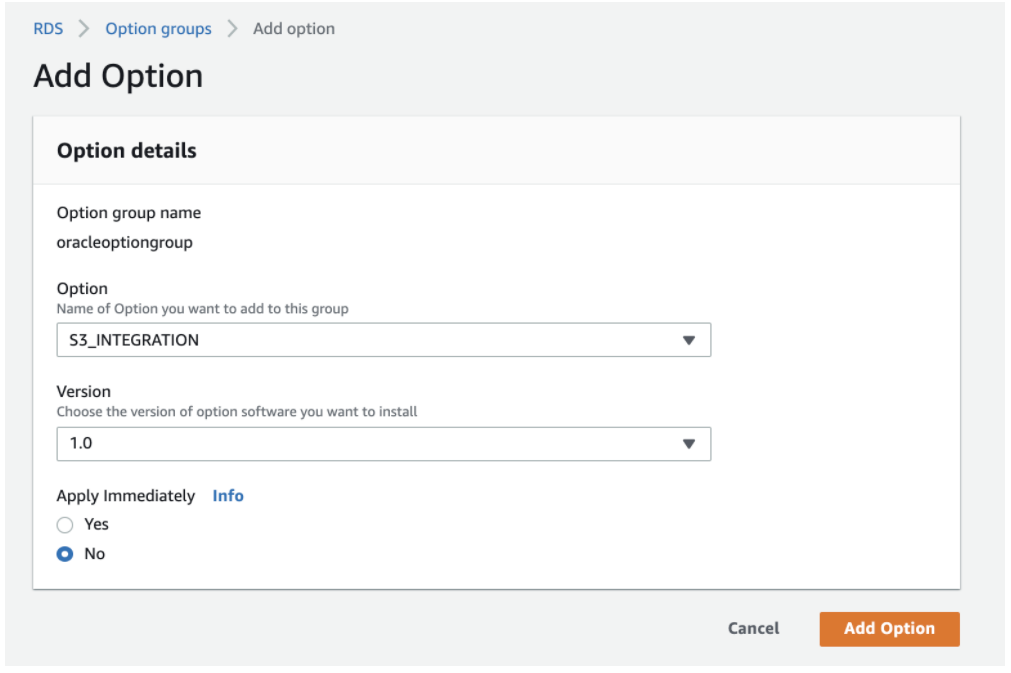 RDS > Option groups > Add option
Add Option
Option details
Option group name
oracleoptiongroup
Option
Name of Option you want to add to this group
S3_INTEGRATION
Version
Choose the version of option software you want to install
1.0
Apply Immediately Info
Yes
No
Cancel Add Option